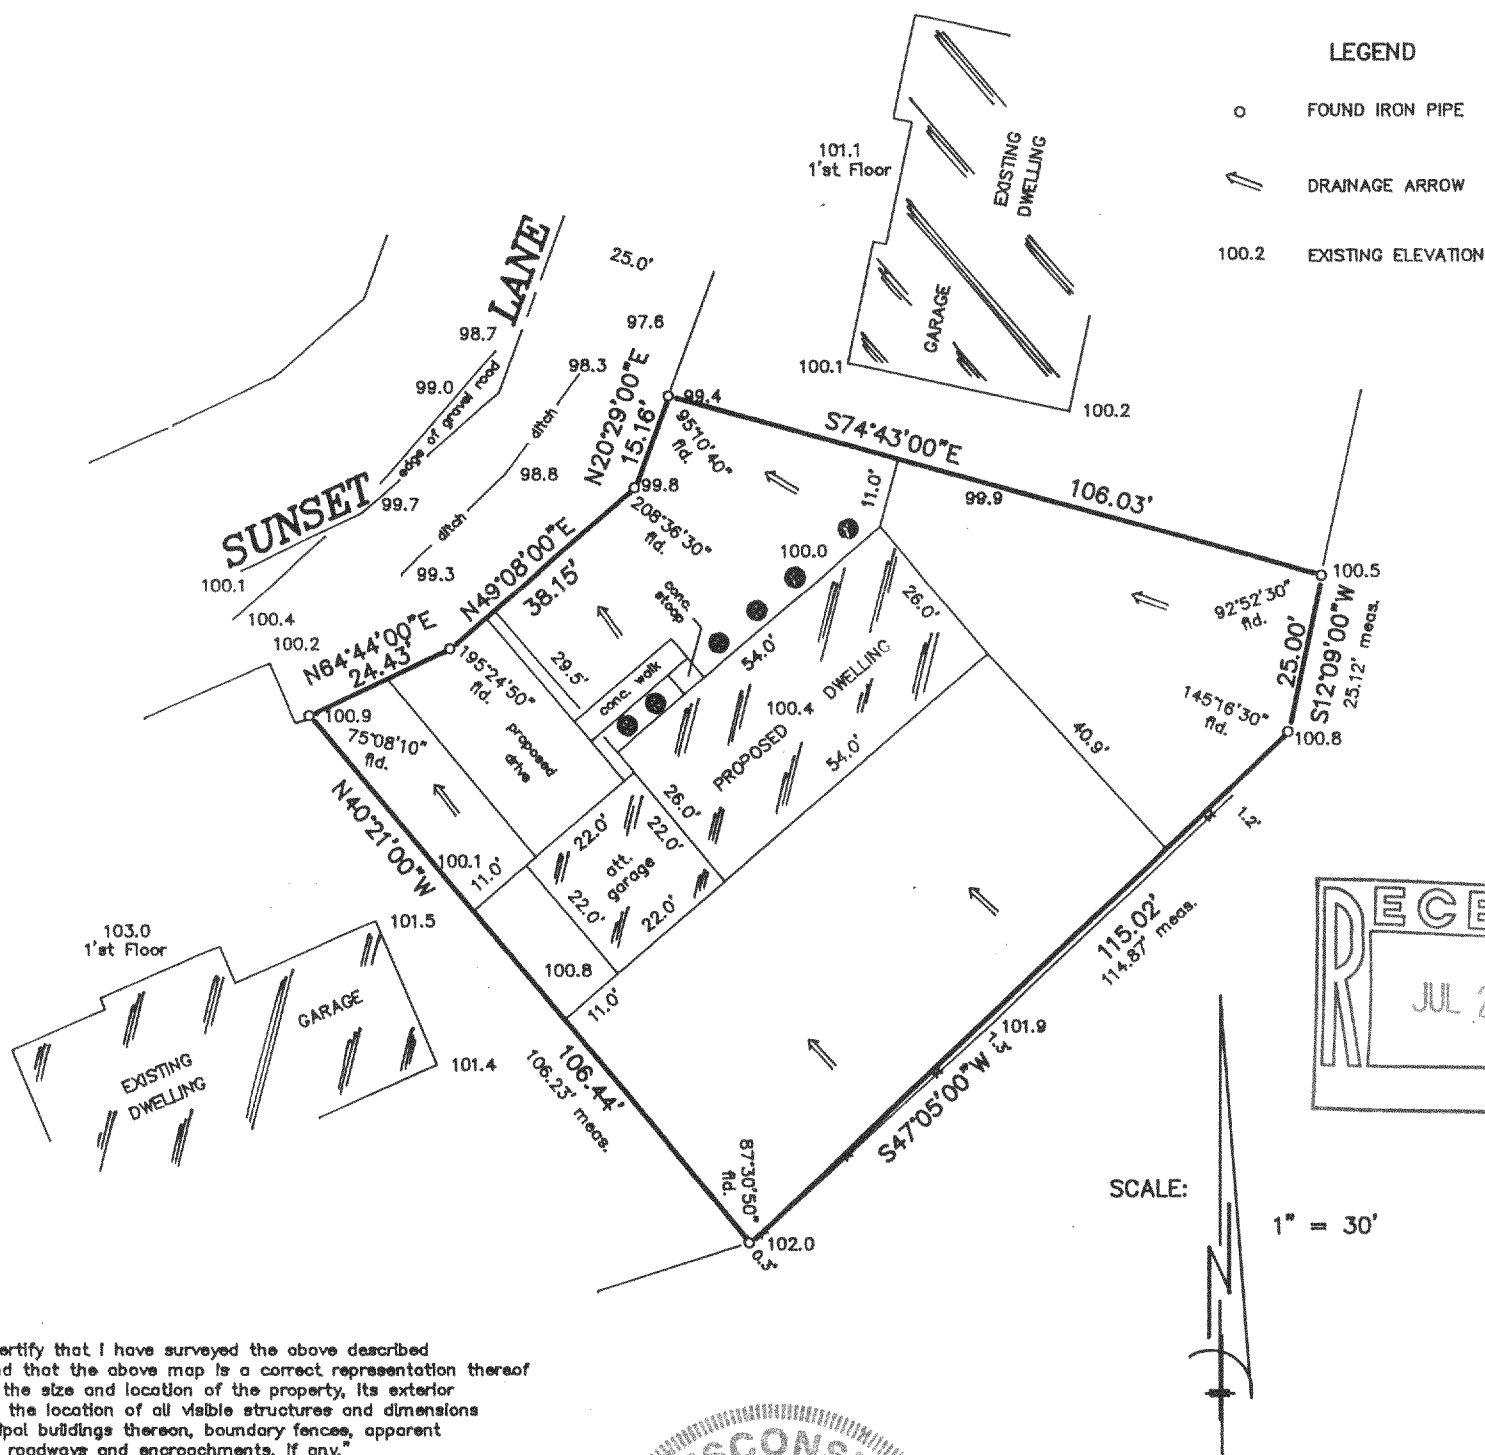 LEGEND
FOUND IRON PIPE
DRAINAGE ARROW
100.2 EXISTING ELEVATION
101.1
1'st Floor
EXISTING
DWELLING
GARAGE
100.1
100.2
SUNSET LANE
25.0'
97.6
98.7
98.3
99.0
edge of gravel road
ditch
98.8
99.7
ditch
99.3
100.1
100.4
100.2
N20°29'00"E
15.16'
99.4
95°10'40"
fld.
99.8
208°36'30"
fld.
N49°08'00"E
38.15'
N64°44'00"E
24.43'
195°24'50"
fld.
100.9
75°08'10"
fld.
S74°43'00"E
106.03'
99.9
11.0'
100.0
100.5
92°52'30"
fld.
25.00'
S12°09'00"W
25.12' meas.
145°16'30"
fld.
100.8
conc.
stoop
conc. walk
29.5'
54.0'
26.0'
PROPOSED DWELLING
100.4
54.0'
26.0'
40.9'
proposed
drive
22.0'
22.0'
att.
garage
22.0'
22.0'
N40°21'00"W
100.1
11.0'
100.8
11.0'
106.44'
106.23' meas.
1.2'
115.02'
114.87' meas.
101.9
1.3'
S47°05'00"W
87°30'50"
fld.
102.0
0.3'
103.0
1'st Floor
101.5
GARAGE
EXISTING
DWELLING
101.4
RECE
JUL 2
SCALE:
1" = 30'
N
ertify that I have surveyed the above described
d that the above map is a correct representation thereof
the size and location of the property, its exterior
the location of all visible structures and dimensions
ipal buildings thereon, boundary fences, apparent
roadways and encroachments, if any."
SCONS